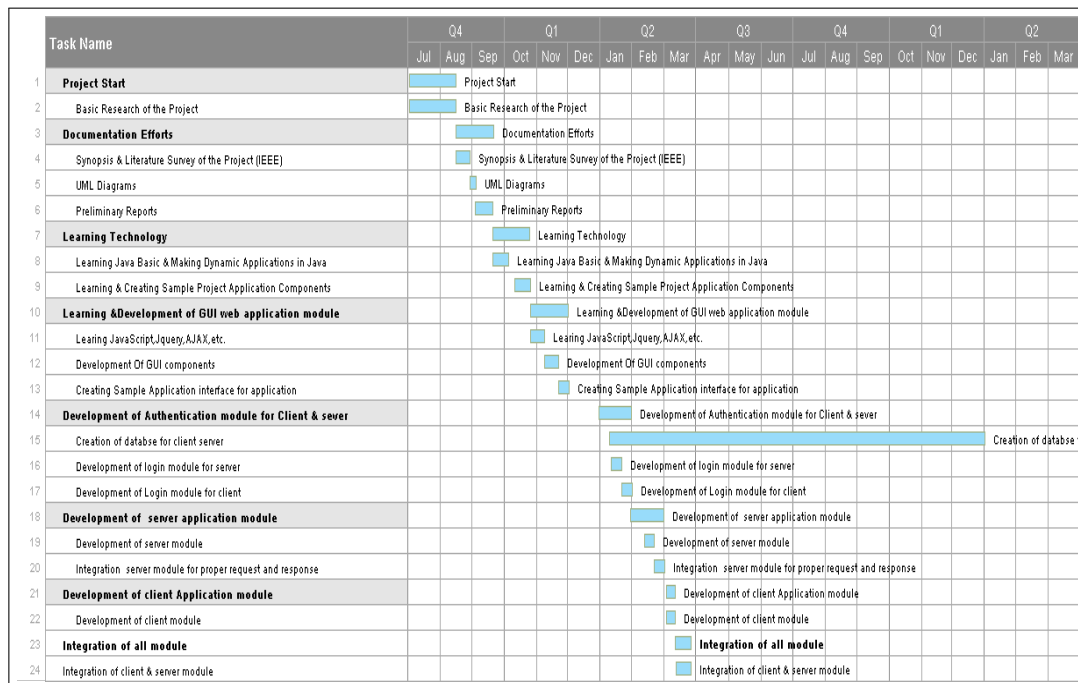 Task Name
Q4 Q1 Q2 Q3 Q4 Q1 Q2
Jul Aug Sep Oct Nov Dec Jan Feb Mar Apr May Jun Jul Aug Sep Oct Nov Dec Jan Feb Mar
1 Project Start Project Start
2 Basic Research of the Project Basic Research of the Project
3 Documentation Efforts Documentation Efforts
4 Synopsis & Literature Survey of the Project (IEEE) Synopsis & Literature Survey of the Project (IEEE)
5 UML Diagrams UML Diagrams
6 Preliminary Reports Preliminary Reports
7 Learning Technology Learning Technology
8 Learning Java Basic & Making Dynamic Applications in Java Learning Java Basic & Making Dynamic Applications in Java
9 Learning & Creating Sample Project Application Components Learning & Creating Sample Project Application Components
10 Learning &Development of GUI web application module Learning &Development of GUI web application module
11 Learing JavaScript,Jquery,AJAX,etc. Learing JavaScript,Jquery,AJAX,etc.
12 Development Of GUI components Development Of GUI components
13 Creating Sample Application interface for application Creating Sample Application interface for application
14 Development of Authentication module for Client & sever Development of Authentication module for Client & sever
15 Creation of databse for client server Creation of databse
16 Development of login module for server Development of login module for server
17 Development of Login module for client Development of Login module for client
18 Development of server application module Development of server application module
19 Development of server module Development of server module
20 Integration server module for proper request and response Integration server module for proper request and response
21 Development of client Application module Development of client Application module
22 Development of client module Development of client module
23 Integration of all module Integration of all module
24 Integration of client & server module Integration of client & server module